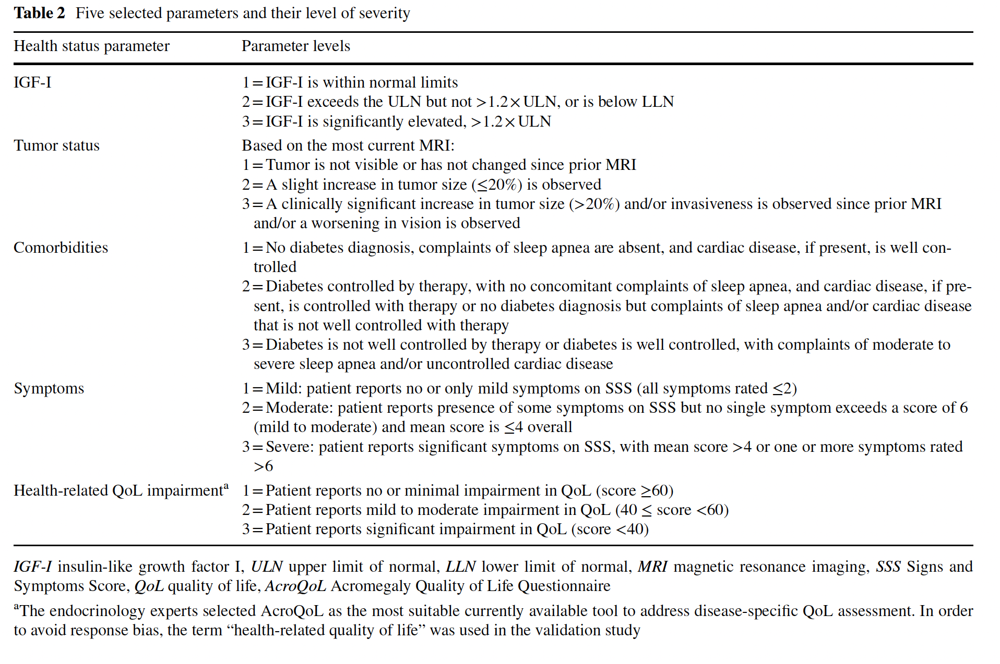 Table 2 Five selected parameters and their level of severity
Health status parameter Parameter levels
IGF-I 1=IGF-I is within normal limits
2=IGF-I exceeds the ULN but not >1.2×ULN, or is below LLN
3=IGF-I is significantly elevated, >1.2×ULN
Tumor status Based on the most current MRI:
1=Tumor is not visible or has not changed since prior MRI
2=A slight increase in tumor size (≤20%) is observed
3=A clinically significant increase in tumor size (>20%) and/or invasiveness is observed since prior MRI
and/or a worsening in vision is observed
Comorbidities 1=No diabetes diagnosis, complaints of sleep apnea are absent, and cardiac disease, if present, is well con-
trolled
2=Diabetes controlled by therapy, with no concomitant complaints of sleep apnea, and cardiac disease, if pre-
sent, is controlled with therapy or no diabetes diagnosis but complaints of sleep apnea and/or cardiac disease
that is not well controlled with therapy
3=Diabetes is not well controlled by therapy or diabetes is well controlled, with complaints of moderate to
severe sleep apnea and/or uncontrolled cardiac disease
Symptoms 1=Mild: patient reports no or only mild symptoms on SSS (all symptoms rated ≤2)
2=Moderate: patient reports presence of some symptoms on SSS but no single symptom exceeds a score of 6
(mild to moderate) and mean score is ≤4 overall
3=Severe: patient reports significant symptoms on SSS, with mean score >4 or one or more symptoms rated
>6
Health-related QoL impairmentᵃ 1=Patient reports no or minimal impairment in QoL (score ≥60)
2=Patient reports mild to moderate impairment in QoL (40 ≤ score <60)
3=Patient reports significant impairment in QoL (score <40)
IGF-I insulin-like growth factor I, ULN upper limit of normal, LLN lower limit of normal, MRI magnetic resonance imaging, SSS Signs and
Symptoms Score, QoL quality of life, AcroQoL Acromegaly Quality of Life Questionnaire
ᵃThe endocrinology experts selected AcroQoL as the most suitable currently available tool to address disease-specific QoL assessment. In order
to avoid response bias, the term “health-related quality of life” was used in the validation study